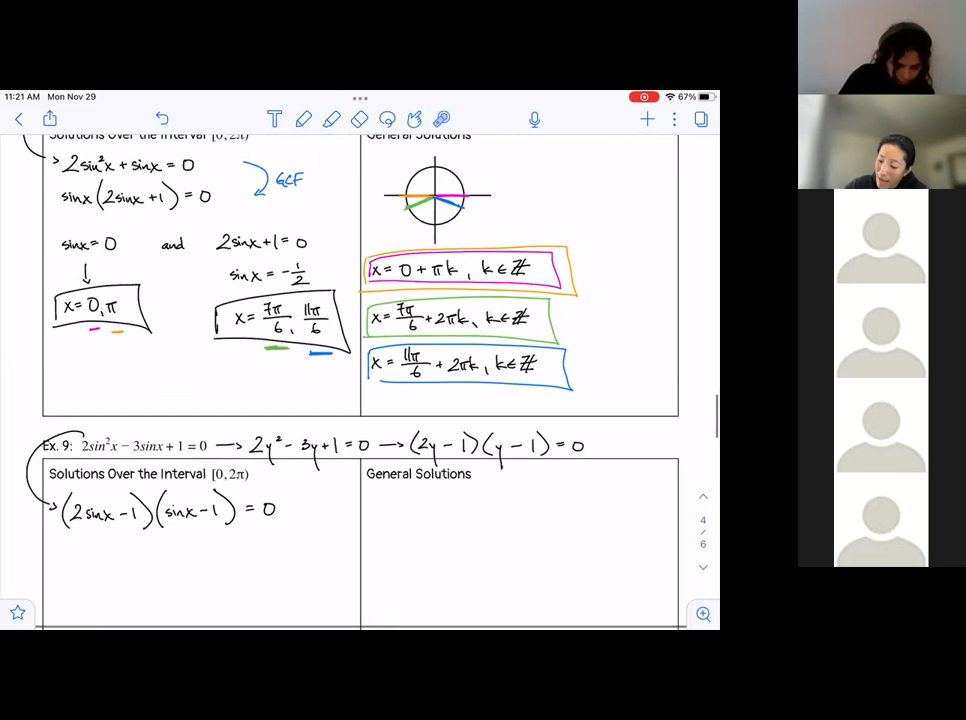 11:21 AM Mon Nov 29
67%
Solutions Over the Interval [0, 2π)
General Solutions
2sin²x + sinx = 0
GCF
sinx(2sinx + 1) = 0
sinx = 0 and 2sinx + 1 = 0
sinx = -1/2
x = 0, π
x = 7π/6, 11π/6
x = 0 + πk, k ∈ ℤ
x = 7π/6 + 2πk, k ∈ ℤ
x = 11π/6 + 2πk, k ∈ ℤ
Ex. 9: 2sin²x − 3sinx + 1 = 0 → 2y² - 3y + 1 = 0 → (2y - 1)(y - 1) = 0
Solutions Over the Interval [0, 2π)
General Solutions
(2sinx - 1)(sinx - 1) = 0
4
/
6